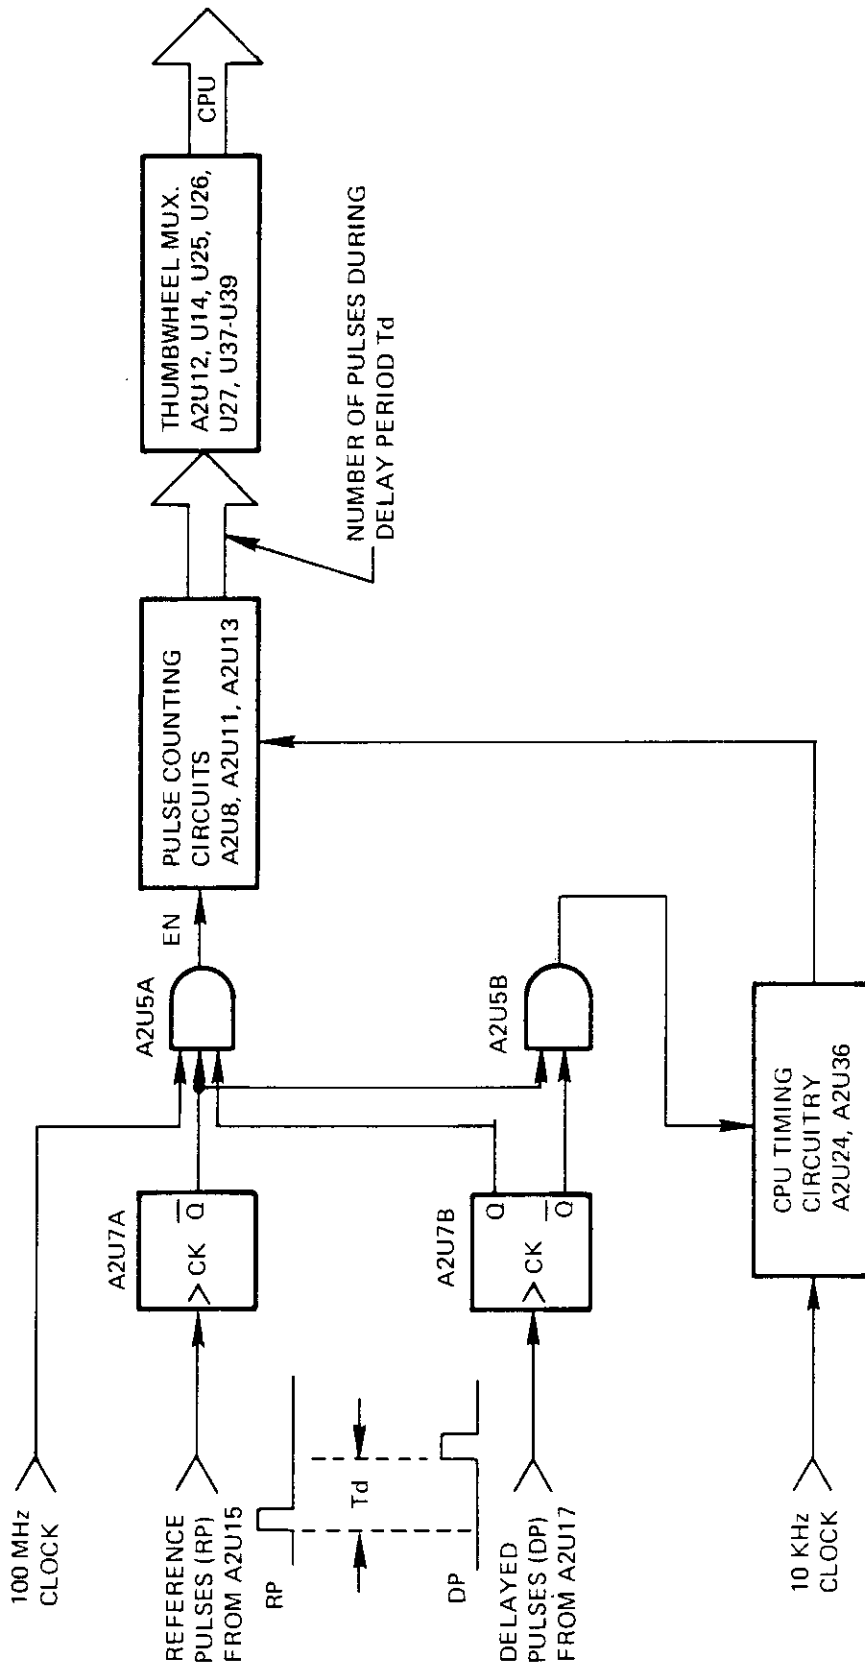 100 MHz
CLOCK
REFERENCE
PULSES (RP)
FROM A2U15
RP
Td
DP
DELAYED
PULSES (DP)
FROM A2U17
10 KHz
CLOCK
A2U7A
CK
Q̅
A2U7B
CK
Q
Q̅
A2U5A
A2U5B
EN
CPU TIMING
CIRCUITRY
A2U24, A2U36
PULSE COUNTING
CIRCUITS
A2U8, A2U11, A2U13
NUMBER OF PULSES DURING
DELAY PERIOD Td
THUMBWHEEL MUX.
A2U12, U14, U25, U26,
U27, U37-U39
CPU